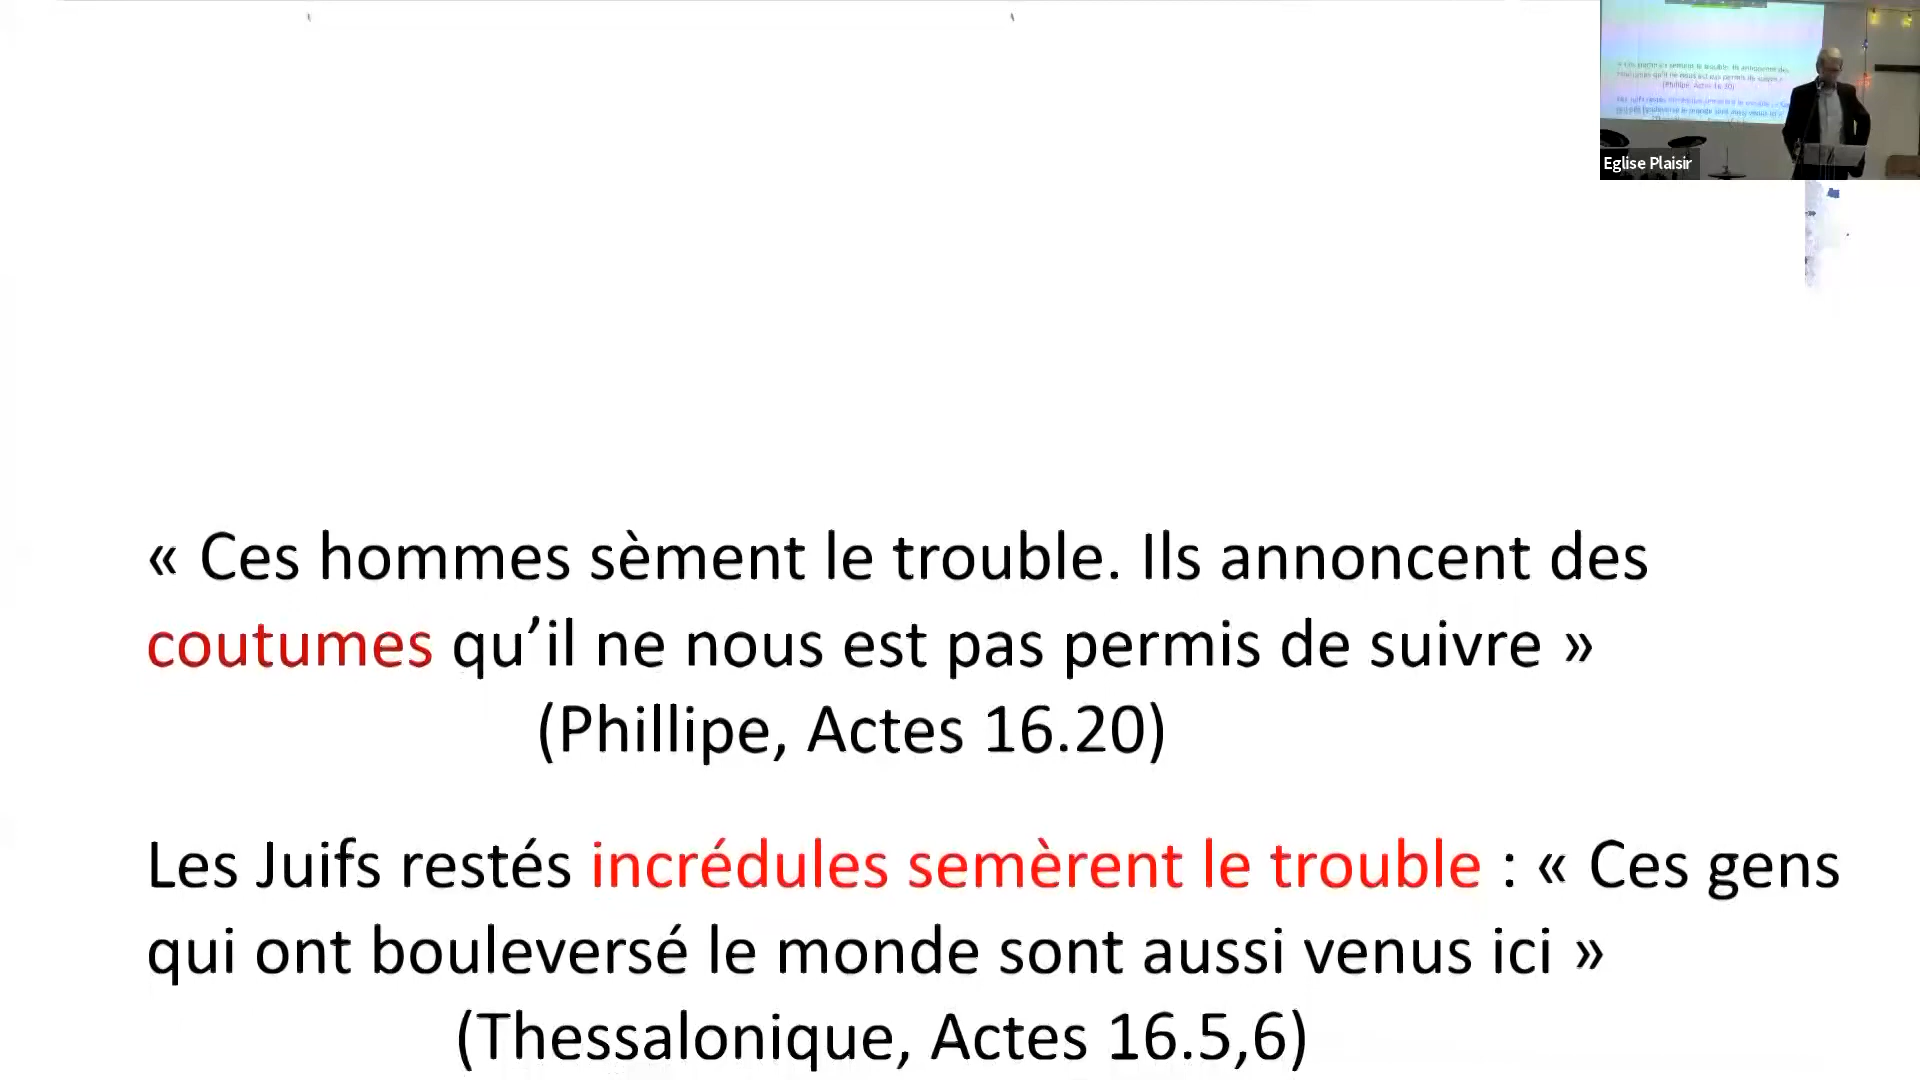 « Ces hommes sèment le trouble. Ils annoncent des
coutumes qu’il ne nous est pas permis de suivre »
(Phillipe, Actes 16.20)
Les Juifs restés incrédules semèrent le trouble : « Ces gens
qui ont bouleversé le monde sont aussi venus ici »
(Thessalonique, Actes 16.5,6)
Eglise Plaisir